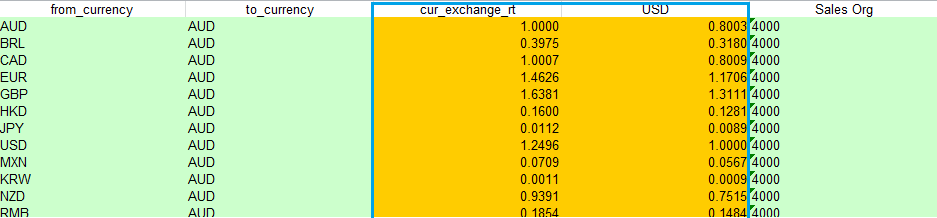 from_currency to_currency cur_exchange_rt USD Sales Org
AUD AUD 1.0000 0.8003 4000
BRL AUD 0.3975 0.3180 4000
CAD AUD 1.0007 0.8009 4000
EUR AUD 1.4626 1.1706 4000
GBP AUD 1.6381 1.3111 4000
HKD AUD 0.1600 0.1281 4000
JPY AUD 0.0112 0.0089 4000
USD AUD 1.2496 1.0000 4000
MXN AUD 0.0709 0.0567 4000
KRW AUD 0.0011 0.0009 4000
NZD AUD 0.9391 0.7515 4000
RMB AUD 0.1854 0.1484 4000